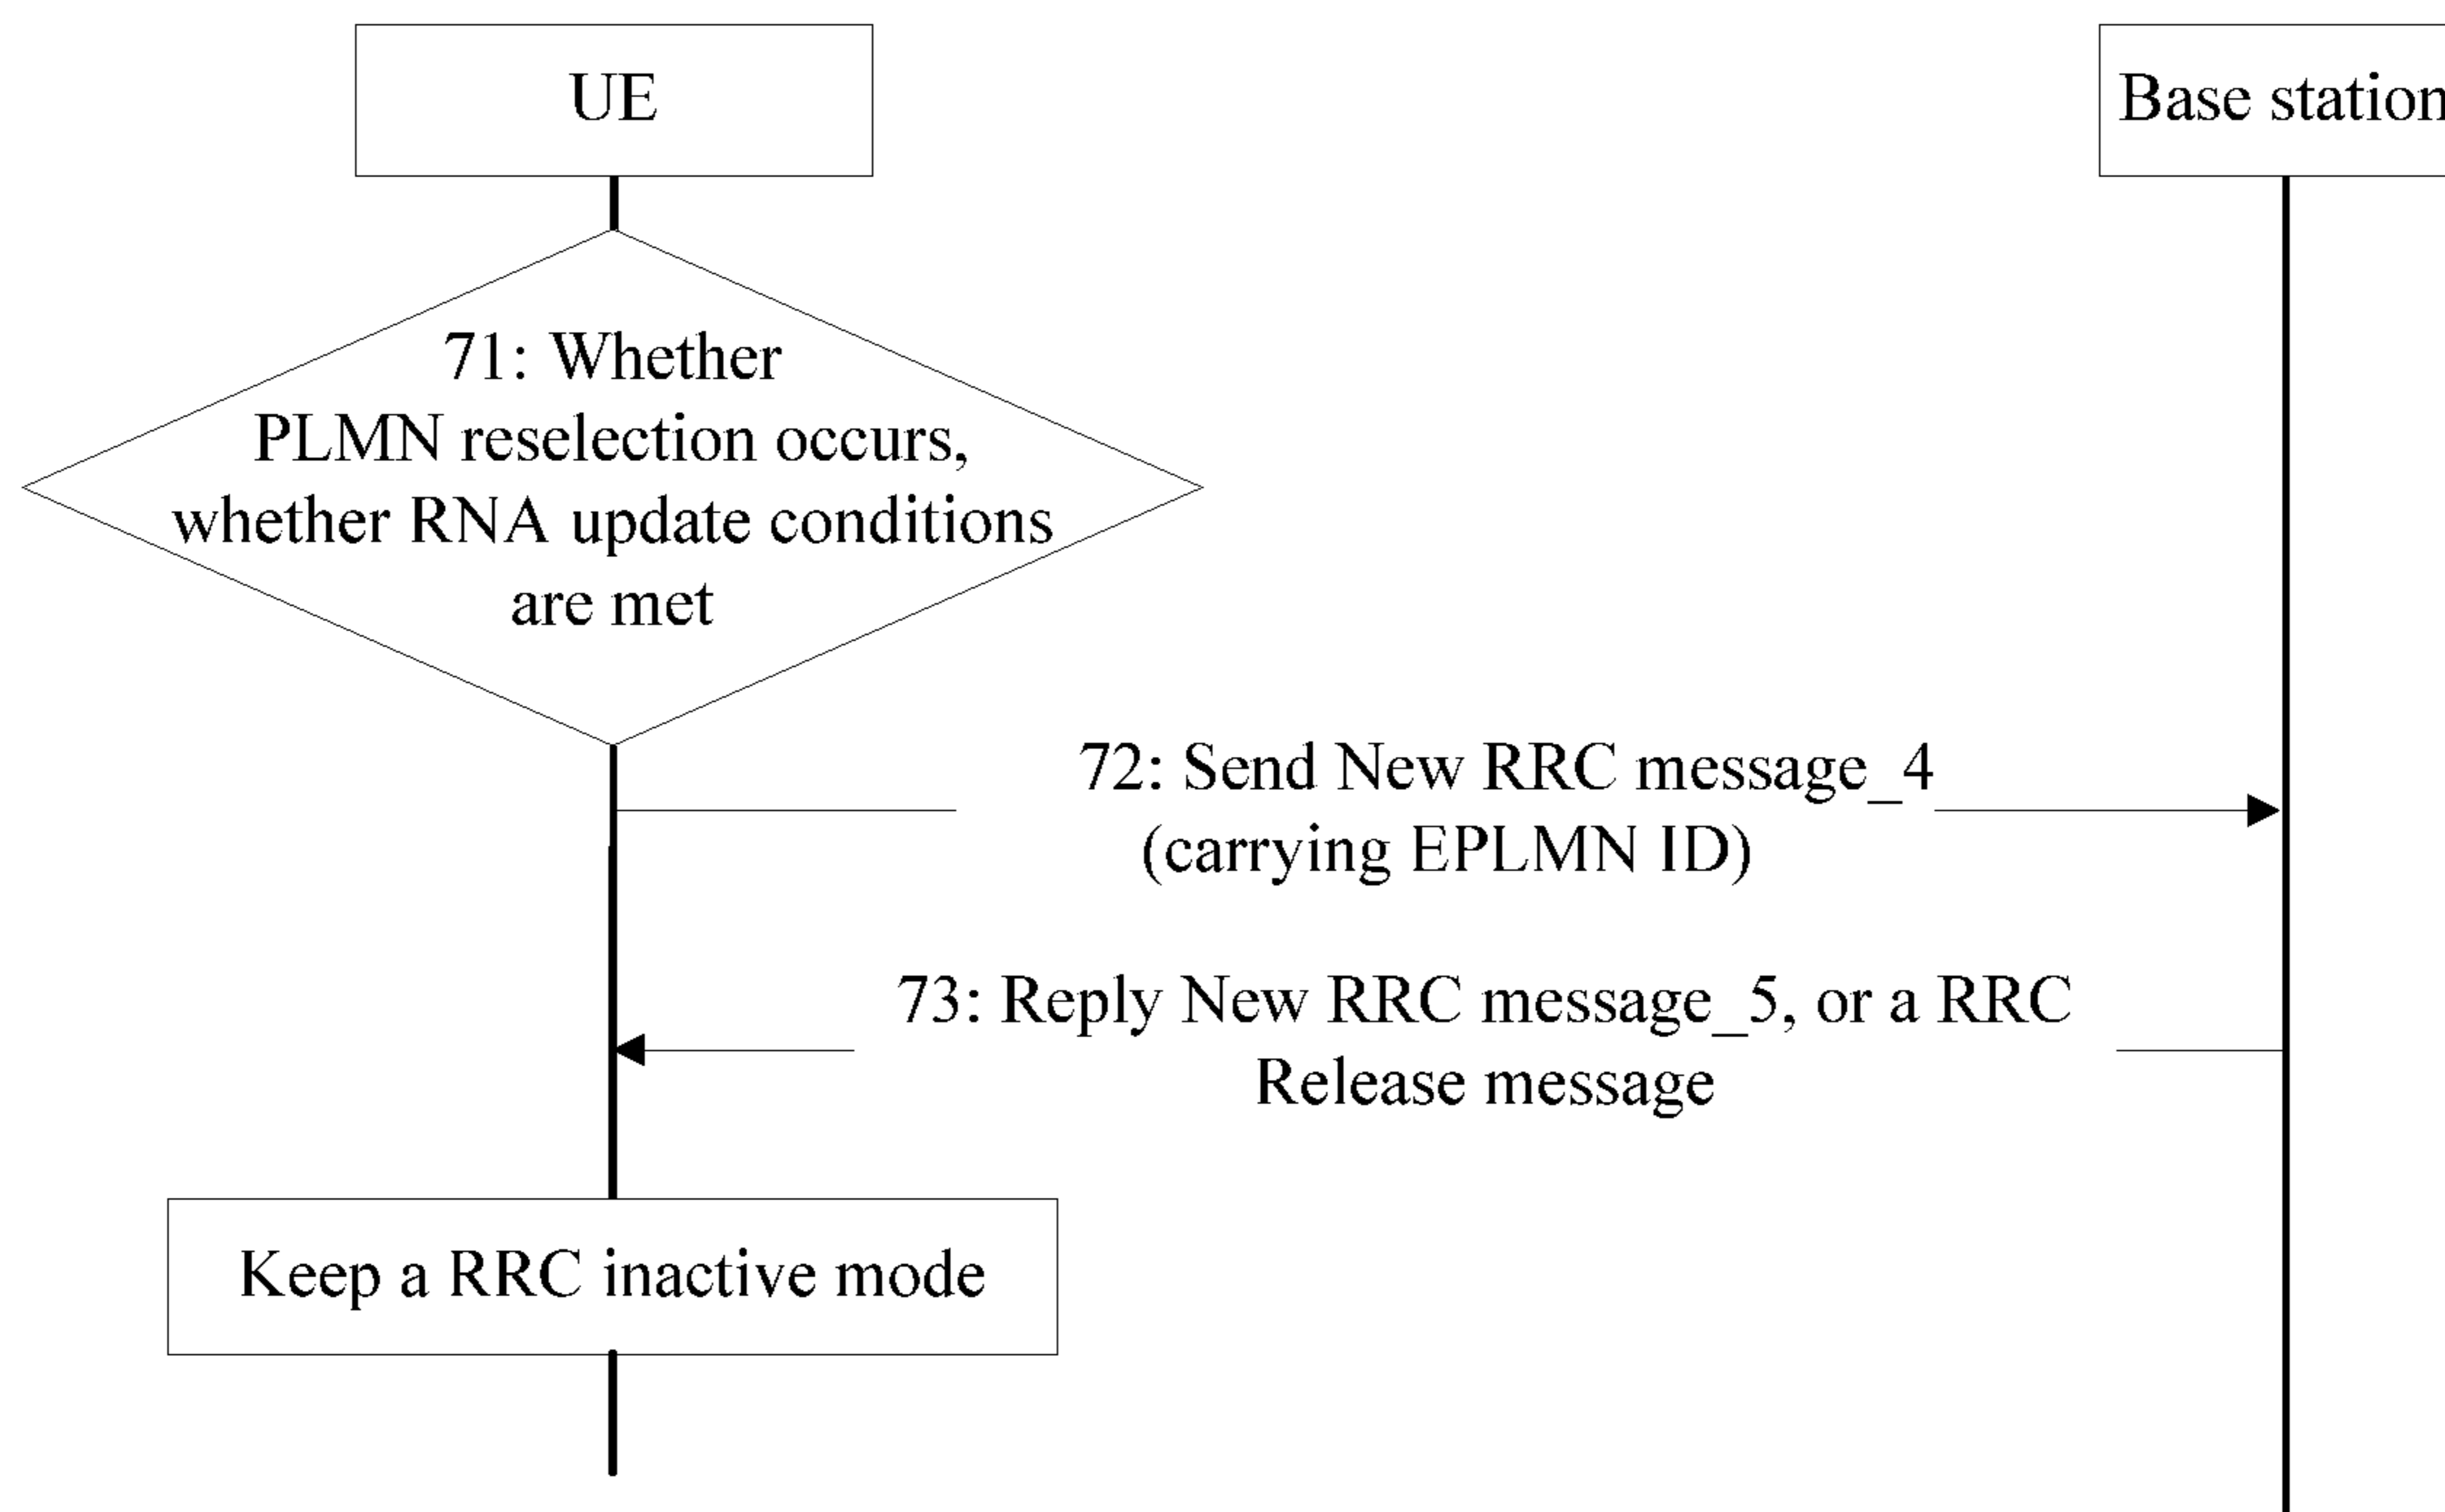 UE
Base station
71: Whether
PLMN reselection occurs,
whether RNA update conditions
are met
72: Send New RRC message_4
(carrying EPLMN ID)
73: Reply New RRC message_5, or a RRC
Release message
Keep a RRC inactive mode